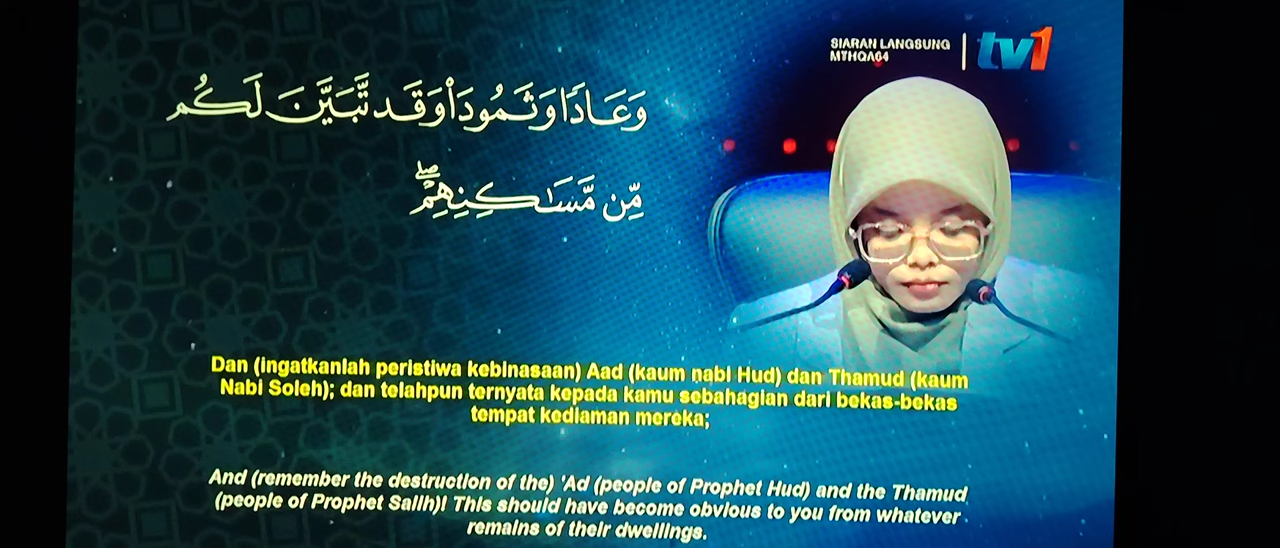 SIARAN LANGSUNG
MTHQA64
tv1
وَعَادًا وَثَمُودَا۟ وَقَد تَّبَيَّنَ لَكُم
مِّن مَّسَٰكِنِهِمْ ۖ
Dan (ingatkanlah peristiwa kebinasaan) Aad (kaum nabi Hud) dan Thamud (kaum
Nabi Soleh); dan telahpun ternyata kepada kamu sebahagian dari bekas-bekas
tempat kediaman mereka;
And (remember the destruction of the) 'Ad (people of Prophet Hud) and the Thamud
(people of Prophet Salih)! This should have become obvious to you from whatever
remains of their dwellings.